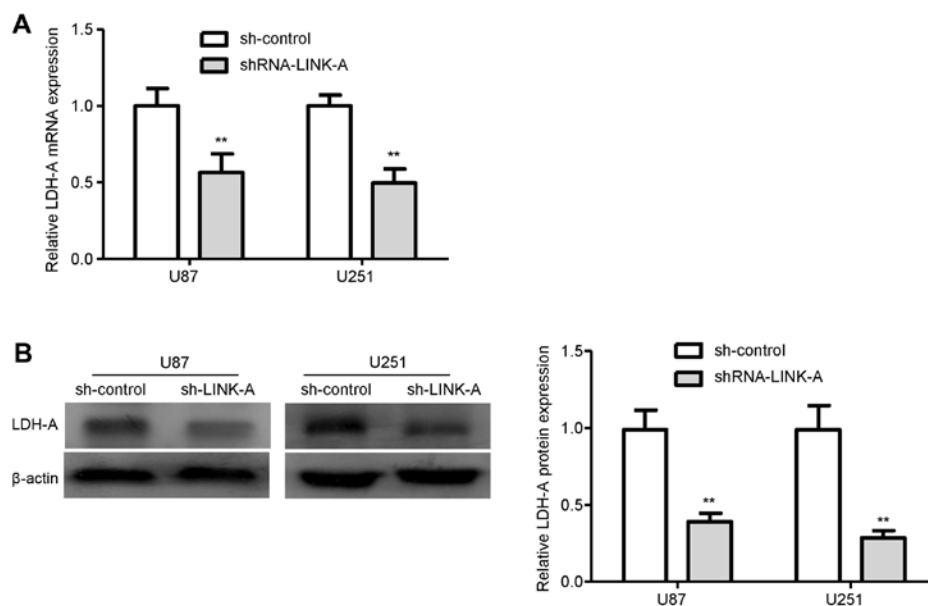 A
Relative LDH-A mRNA expression
1.5
1.0
0.5
0.0
sh-control
shRNA-LINK-A
**
**
U87
U251
B
U87
U251
sh-control
sh-LINK-A
sh-control
sh-LINK-A
LDH-A
β-actin
Relative LDH-A protein expression
1.5
1.0
0.5
0.0
sh-control
shRNA-LINK-A
**
**
U87
U251